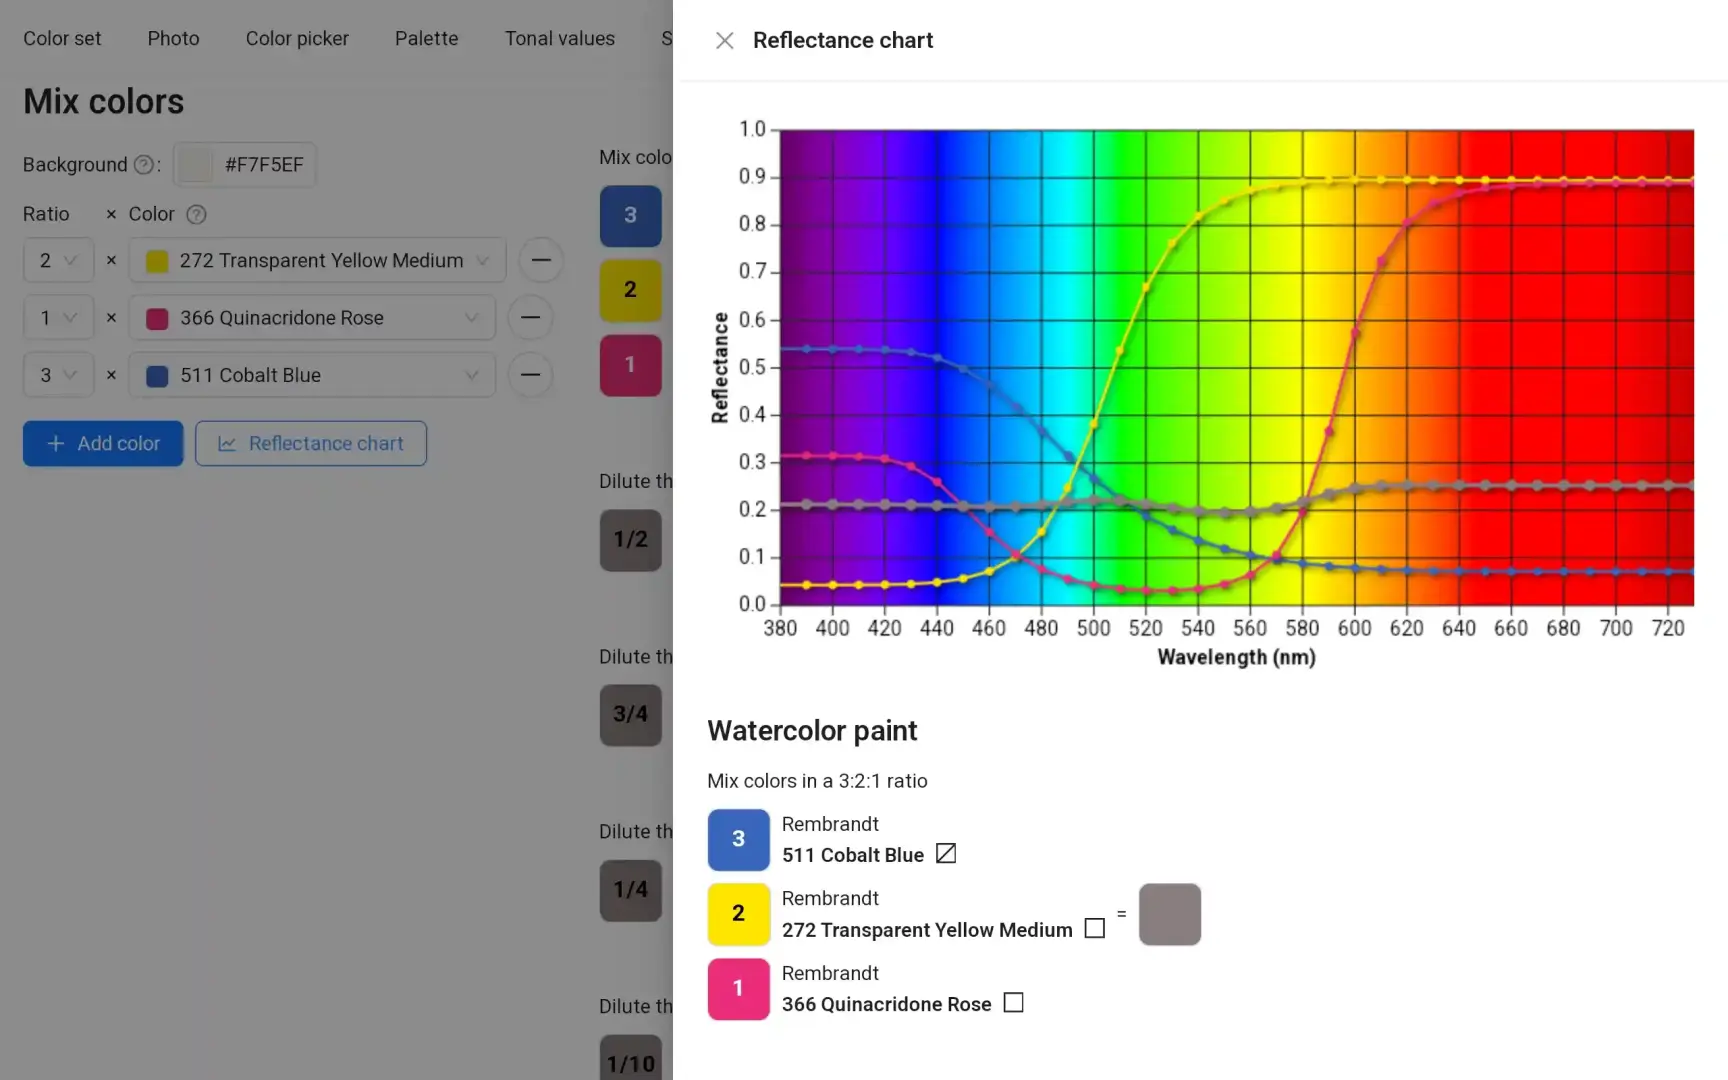 Color set Photo Color picker Palette Tonal values S
Mix colors
Background ? : #F7F5EF
Ratio × Color ?
2 × 272 Transparent Yellow Medium
1 × 366 Quinacridone Rose
3 × 511 Cobalt Blue
+ Add color Reflectance chart
Mix colo
3
2
1
Dilute th
1/2
Dilute th
3/4
Dilute th
1/4
Dilute th
1/10
Reflectance chart
Reflectance
1.0
0.9
0.8
0.7
0.6
0.5
0.4
0.3
0.2
0.1
0.0
380 400 420 440 460 480 500 520 540 560 580 600 620 640 660 680 700 720
Wavelength (nm)
Watercolor paint
Mix colors in a 3:2:1 ratio
3
Rembrandt
511 Cobalt Blue
2
Rembrandt
272 Transparent Yellow Medium
=
1
Rembrandt
366 Quinacridone Rose